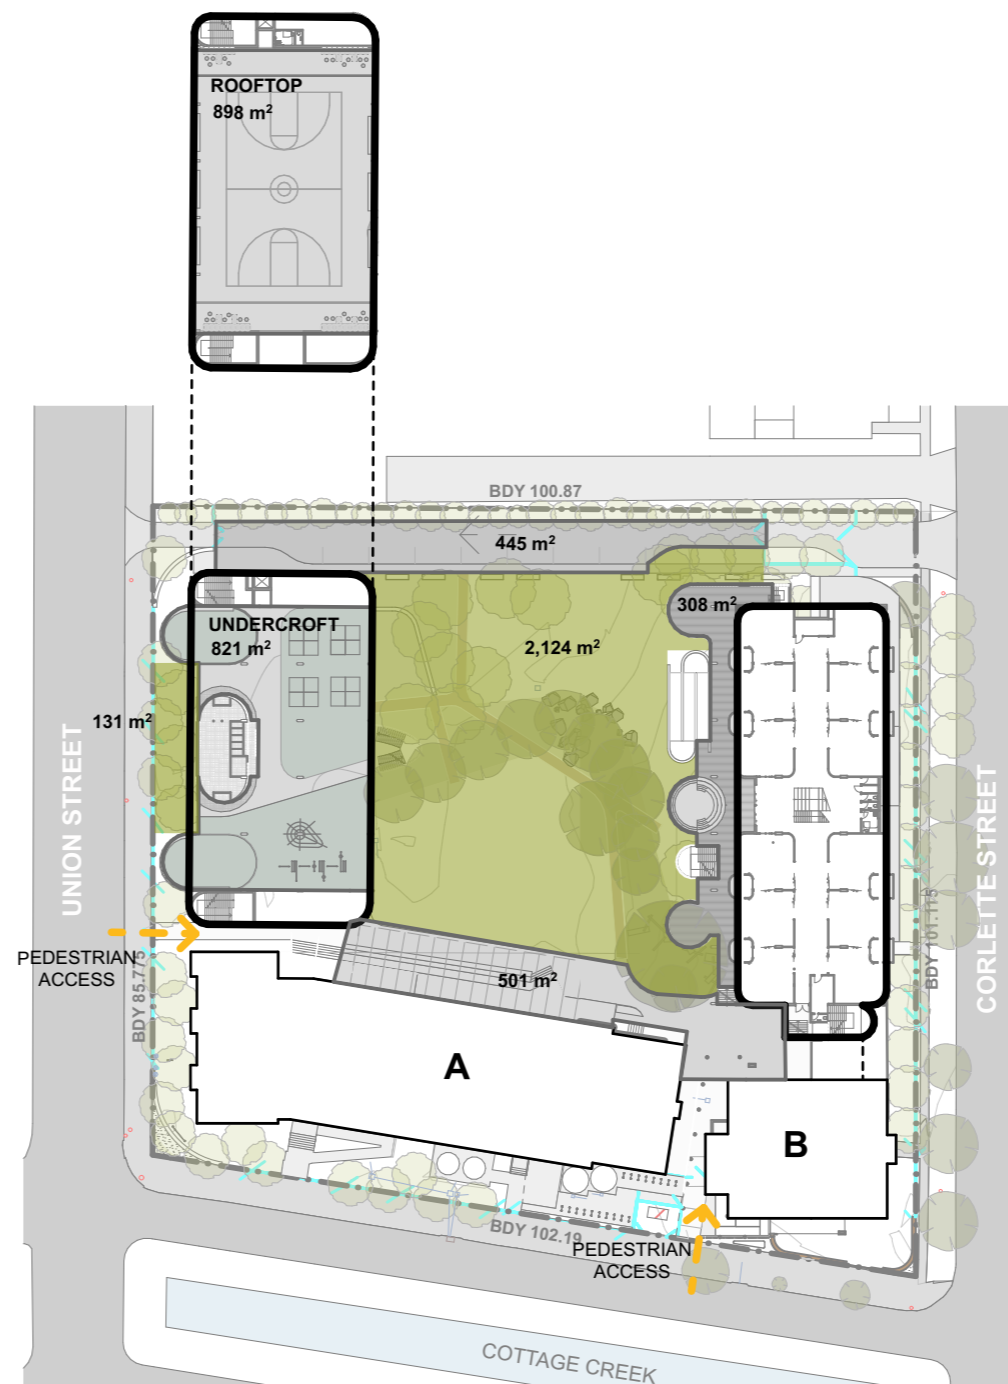 ROOFTOP
898 m²
BDY 100.87
445 m²
308 m²
UNDERCROFT
821 m²
2,124 m²
131 m²
UNION STREET
CORLETTE STREET
PEDESTRIAN
ACCESS
BDY 85.775
BDY 101.115
501 m²
A
B
BDY 102.19
PEDESTRIAN
ACCESS
COTTAGE CREEK